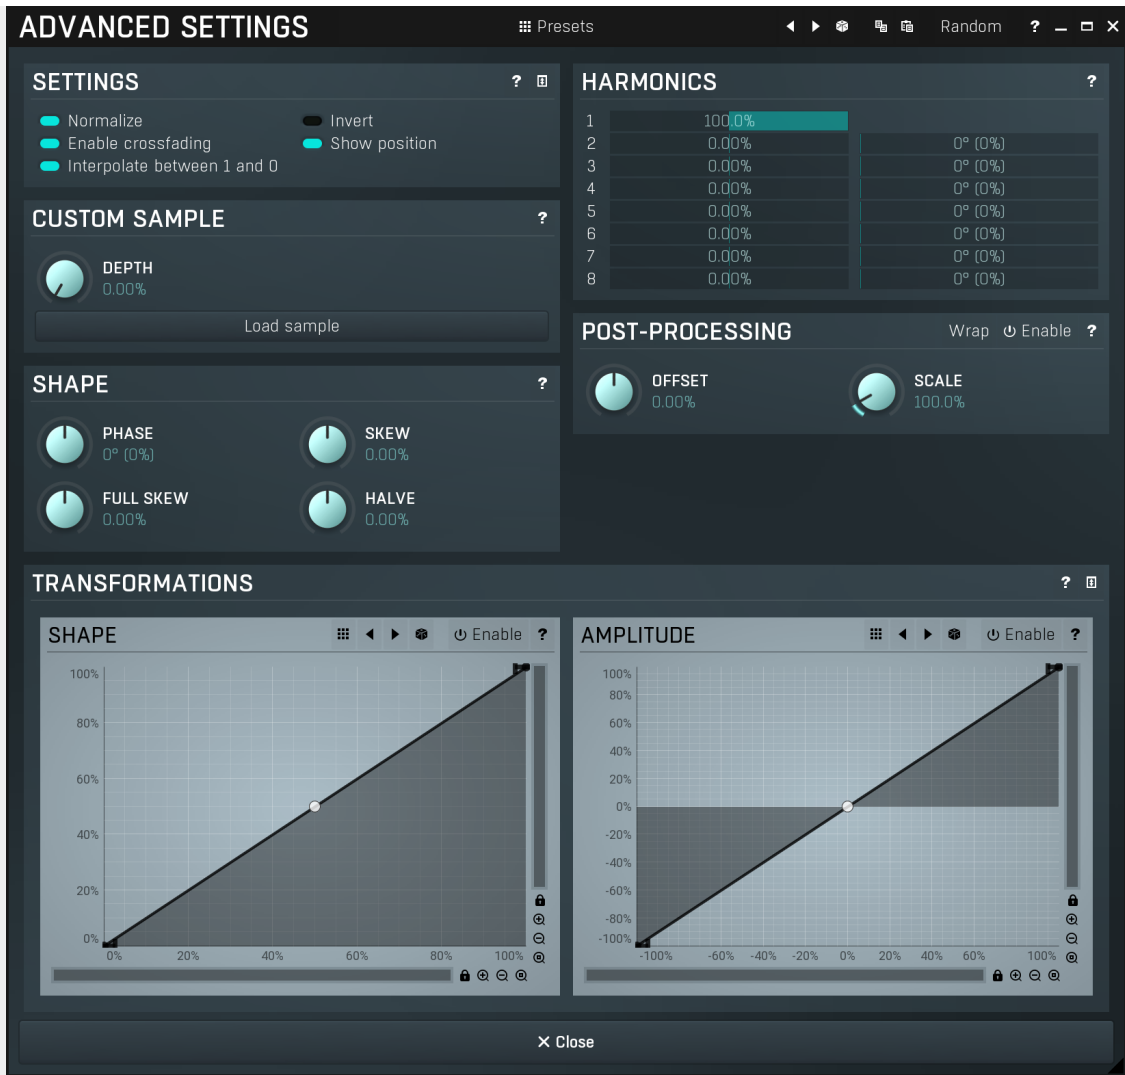 ADVANCED SETTINGS Presets Random ?
SETTINGS ?
Normalize Invert
Enable crossfading Show position
Interpolate between 1 and 0
CUSTOM SAMPLE ?
DEPTH
0.00%
Load sample
SHAPE ?
PHASE SKEW
0° (0%) 0.00%
FULL SKEW HALVE
0.00% 0.00%
HARMONICS ?
1 100.0%
2 0.00% 0° (0%)
3 0.00% 0° (0%)
4 0.00% 0° (0%)
5 0.00% 0° (0%)
6 0.00% 0° (0%)
7 0.00% 0° (0%)
8 0.00% 0° (0%)
POST-PROCESSING Wrap Enable ?
OFFSET SCALE
0.00% 100.0%
TRANSFORMATIONS ?
SHAPE Enable ?
100%
80%
60%
40%
20%
0%
0% 20% 40% 60% 80% 100%
AMPLITUDE Enable ?
100%
80%
60%
40%
20%
0%
-20%
-40%
-60%
-80%
-100%
-100% -60% -40% -20% 0% 20% 40% 60% 100%
Close